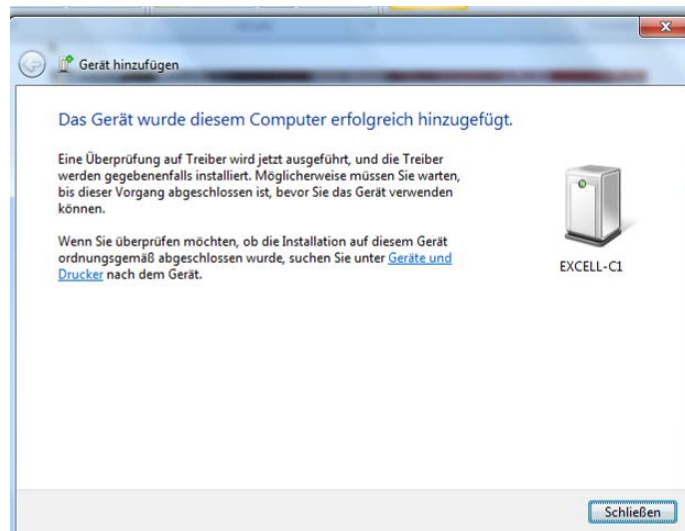 Gerät hinzufügen
Das Gerät wurde diesem Computer erfolgreich hinzugefügt.
Eine Überprüfung auf Treiber wird jetzt ausgeführt, und die Treiber
werden gegebenenfalls installiert. Möglicherweise müssen Sie warten,
bis dieser Vorgang abgeschlossen ist, bevor Sie das Gerät verwenden
können.
Wenn Sie überprüfen möchten, ob die Installation auf diesem Gerät
ordnungsgemäß abgeschlossen wurde, suchen Sie unter Geräte und
Drucker nach dem Gerät.
EXCELL-C1
Schließen